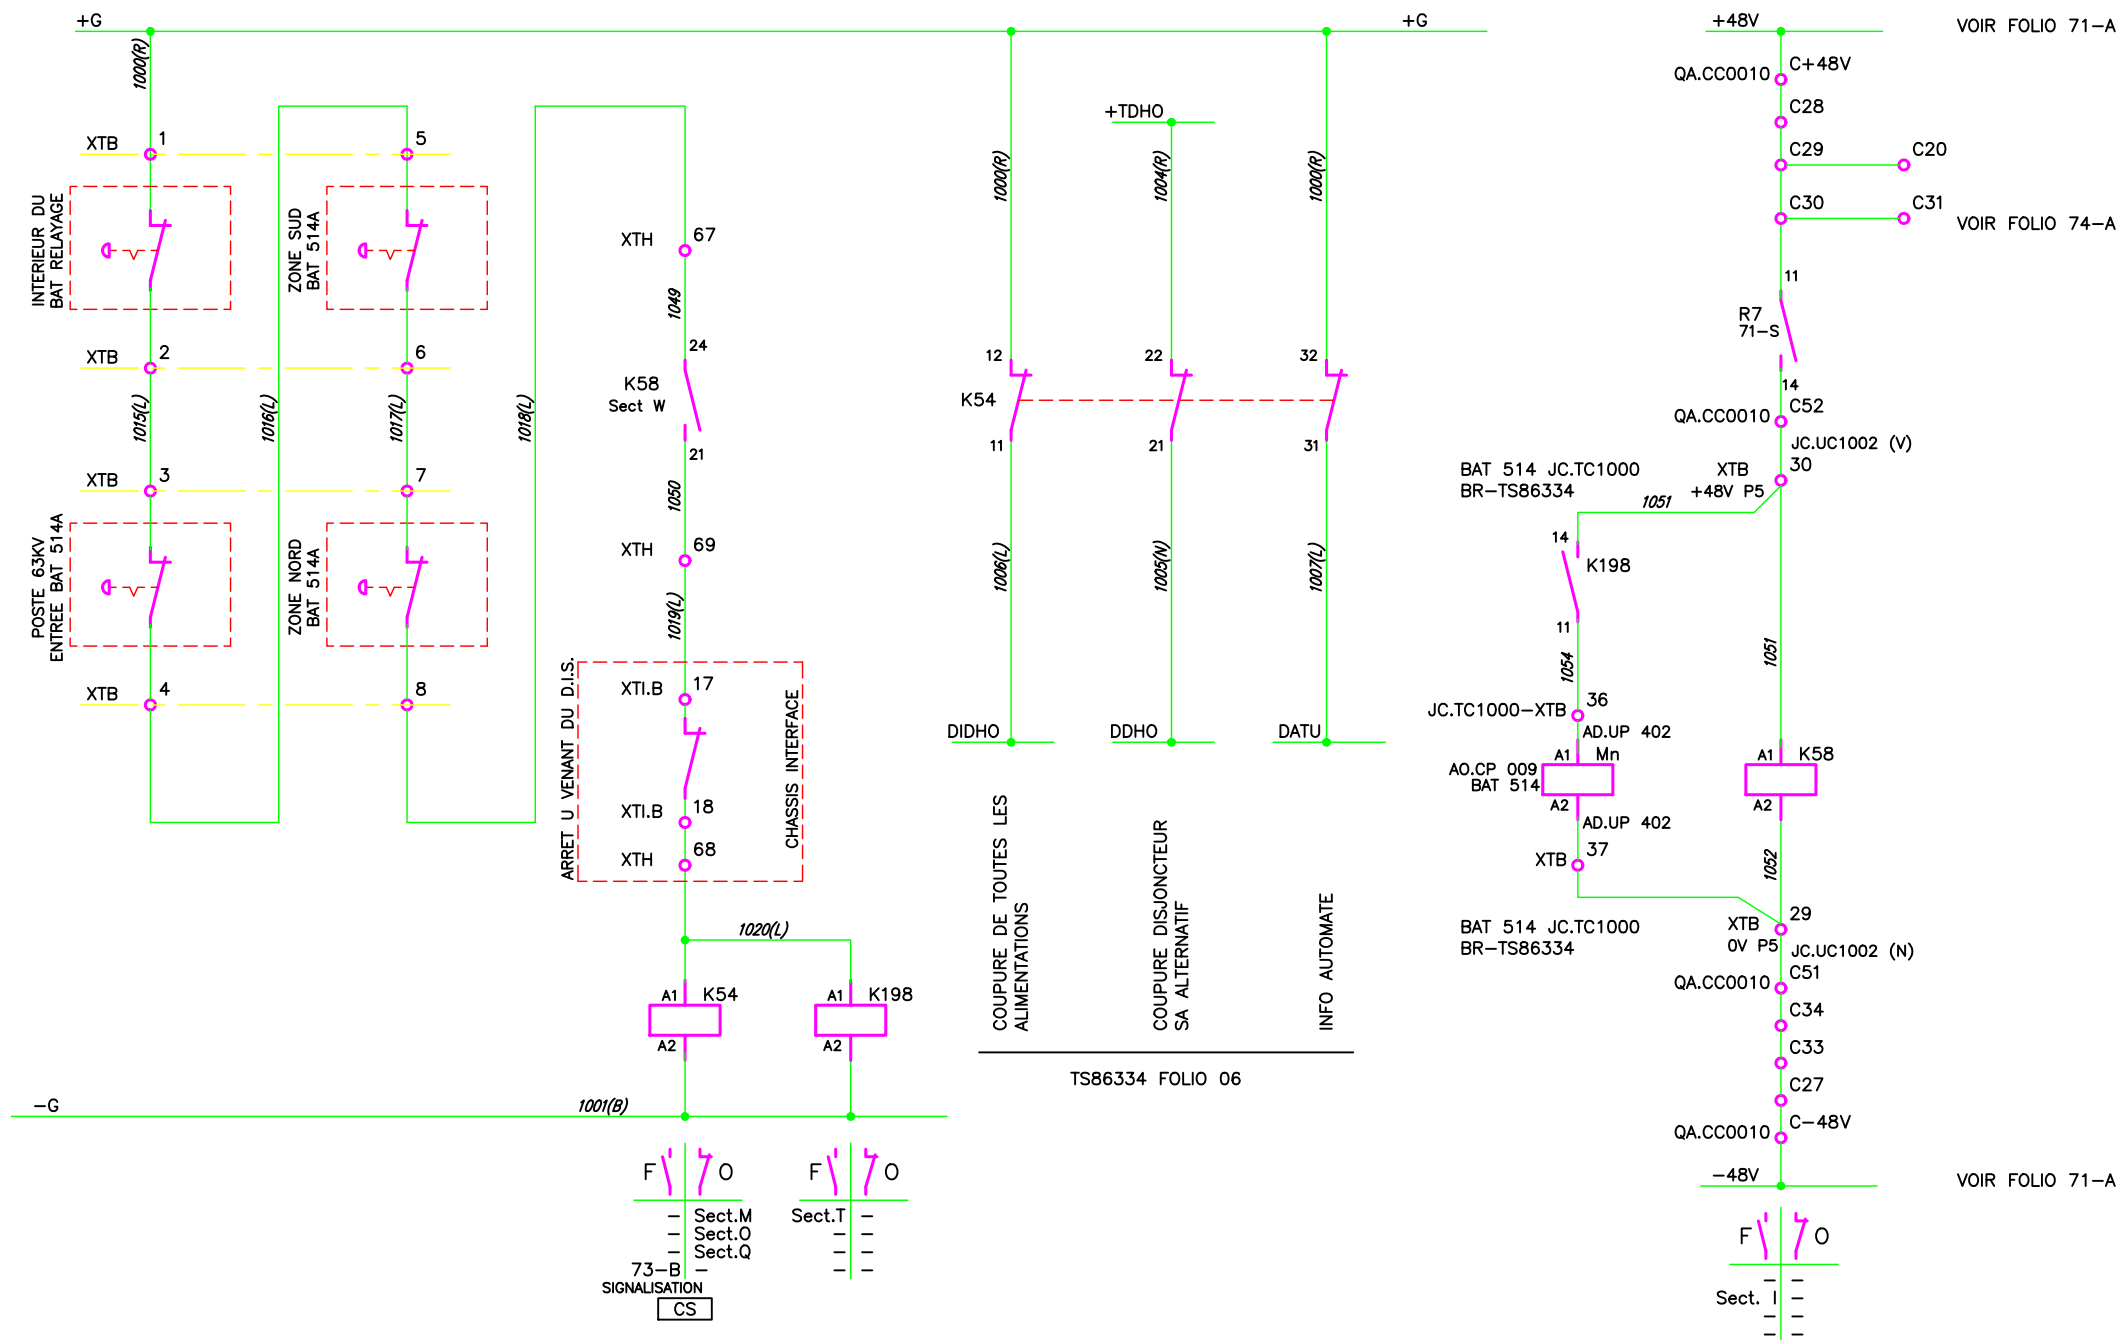 +G
+G
+48V
VOIR FOLIO 71-A
1000(R)
XTB
1
5
INTERIEUR DU
BAT RELAYAGE
ZONE SUD
BAT 514A
XTB
2
6
1015(L)
1016(L)
1017(L)
1018(L)
XTB
3
7
POSTE 63KV
ENTREE BAT 514A
ZONE NORD
BAT 514A
XTB
4
8
XTH
67
1049
24
K58
Sect W
21
1050
XTH
69
1019(L)
ARRET U VENANT DU D.I.S.
XTI.B
17
CHASSIS INTERFACE
XTI.B
18
XTH
68
1020(L)
A1
K54
A2
A1
K198
A2
-G
1001(B)
F
O
F
O
Sect.M
Sect.O
Sect.Q
73-B
SIGNALISATION
CS
Sect.T
+TDHO
1000(R)
1004(R)
1000(R)
12
22
32
K54
11
21
31
1006(L)
1005(N)
1007(L)
DIDHO
DDHO
DATU
COUPURE DE TOUTES LES
ALIMENTATIONS
COUPURE DISJONCTEUR
SA ALTERNATIF
INFO AUTOMATE
TS86334 FOLIO 06
QA.CC0010
C+48V
C28
C29
C20
C30
C31
VOIR FOLIO 74-A
11
R7
71-S
14
QA.CC0010
C52
JC.UC1002 (V)
BAT 514 JC.TC1000
BR-TS86334
XTB
30
+48V P5
1051
14
K198
11
1054
1051
36
JC.TC1000-XTB
AD.UP 402
A1
Mn
AO.CP 009
BAT 514
A2
AD.UP 402
A1
K58
A2
XTB
37
1052
BAT 514 JC.TC1000
BR-TS86334
29
XTB
0V P5
JC.UC1002 (N)
QA.CC0010
C51
C34
C33
C27
QA.CC0010
C-48V
-48V
VOIR FOLIO 71-A
F
O
Sect. I